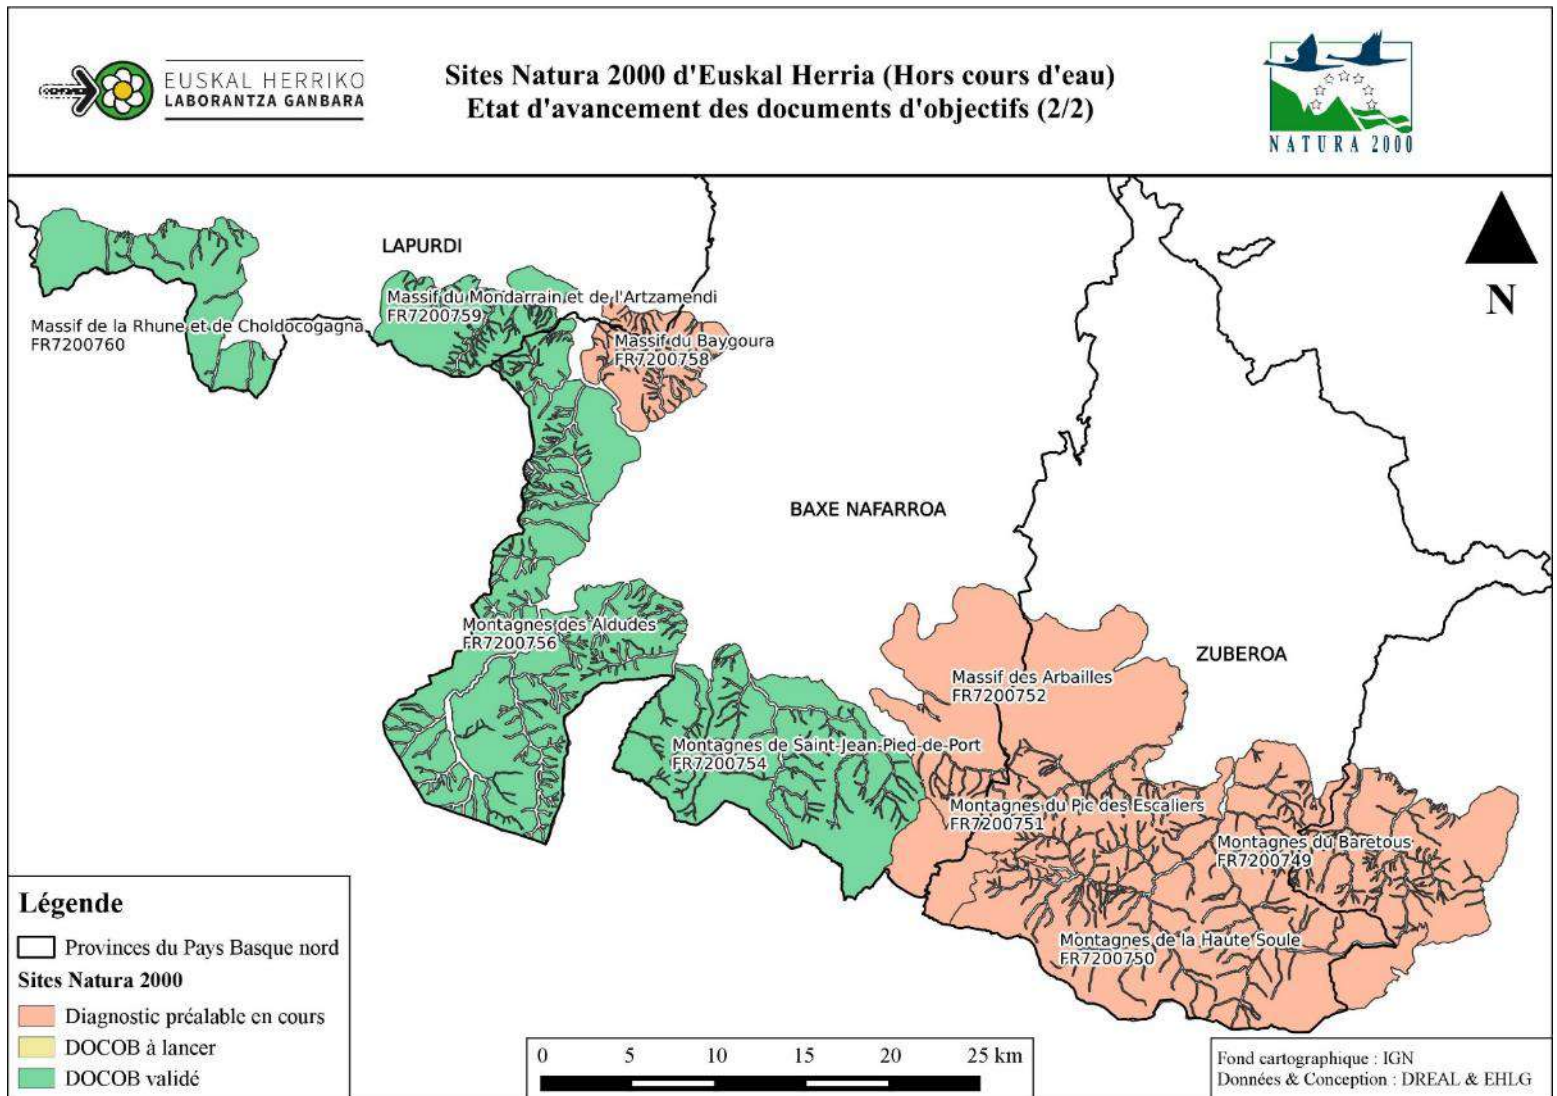 EUSKAL HERRIKO
LABORANTZA GANBARA
Sites Natura 2000 d'Euskal Herria (Hors cours d'eau)
Etat d'avancement des documents d'objectifs (2/2)
NATURA 2000
LAPURDI
Massif du Mondarrain et de l'Artzamendi
FR7200759
Massif de la Rhune et de Choldocogagna
FR7200760
Massif du Baygoura
FR7200758
N
BAXE NAFARROA
Montagnes des Aldudes
FR7200756
ZUBEROA
Massif des Arbailles
FR7200752
Montagnes de Saint-Jean-Pied-de-Port
FR7200754
Montagnes du Pic des Escaliers
FR7200751
Montagnes du Baretous
FR7200749
Montagnes de la Haute Soule
FR7200750
Légende
Provinces du Pays Basque nord
Sites Natura 2000
Diagnostic préalable en cours
DOCOB à lancer
DOCOB validé
0 5 10 15 20 25 km
Fond cartographique : IGN
Données & Conception : DREAL & EHLG